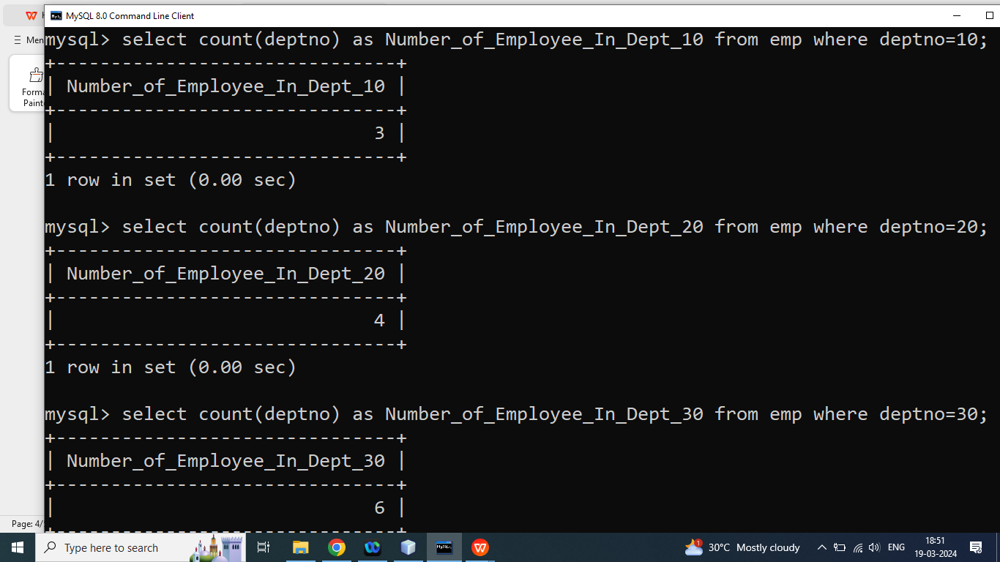 MySQL 8.0 Command Line Client
Men
Forma
Paint
mysql> select count(deptno) as Number_of_Employee_In_Dept_10 from emp where deptno=10;
+-------------------------------+
| Number_of_Employee_In_Dept_10 |
+-------------------------------+
|                             3 |
+-------------------------------+
1 row in set (0.00 sec)
mysql> select count(deptno) as Number_of_Employee_In_Dept_20 from emp where deptno=20;
+-------------------------------+
| Number_of_Employee_In_Dept_20 |
+-------------------------------+
|                             4 |
+-------------------------------+
1 row in set (0.00 sec)
mysql> select count(deptno) as Number_of_Employee_In_Dept_30 from emp where deptno=30;
+-------------------------------+
| Number_of_Employee_In_Dept_30 |
+-------------------------------+
|                             6 |
+-------------------------------+
Page: 4/
Type here to search
MySQL
1
30°C Mostly cloudy
ENG
18:51
19-03-2024